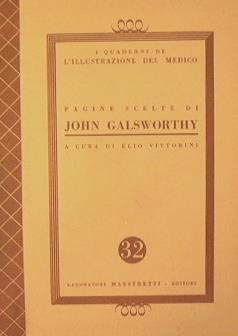 I QUADERNI DE
L'ILLUSTRAZIONE DEL MEDICO
PAGINE SCELTE DI
JOHN GALSWORTHY
A CURA DI ELIO VITTORINI
32
LABORATORI MAESTRETTI - EDITORI